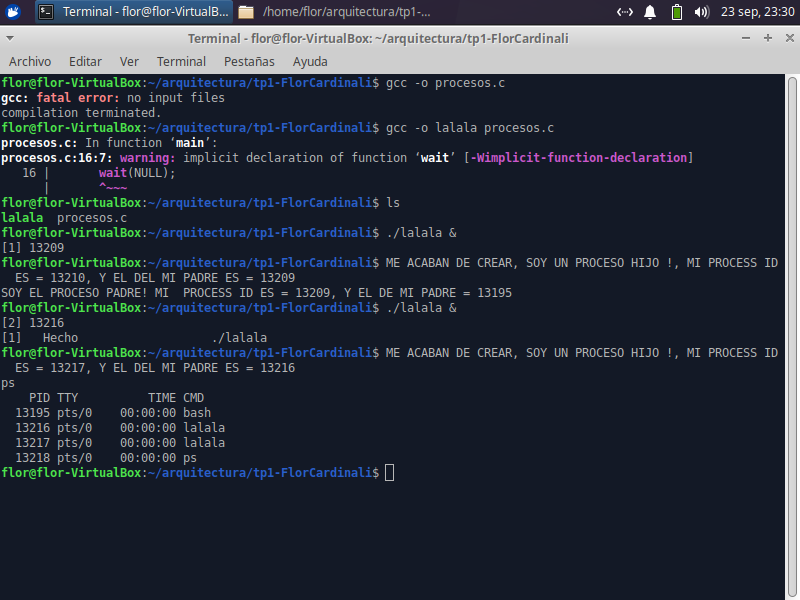 Terminal - flor@flor-VirtualB...
/home/flor/arquitectura/tp1-...
23 sep, 23:30
Terminal - flor@flor-VirtualBox: ~/arquitectura/tp1-FlorCardinali
Archivo Editar Ver Terminal Pestañas Ayuda
flor@flor-VirtualBox:~/arquitectura/tp1-FlorCardinali$ gcc -o procesos.c
gcc: fatal error: no input files
compilation terminated.
flor@flor-VirtualBox:~/arquitectura/tp1-FlorCardinali$ gcc -o lalala procesos.c
procesos.c: In function ‘main’:
procesos.c:16:7: warning: implicit declaration of function ‘wait’ [-Wimplicit-function-declaration]
   16 |       wait(NULL);
      |       ^~~~
flor@flor-VirtualBox:~/arquitectura/tp1-FlorCardinali$ ls
lalala  procesos.c
flor@flor-VirtualBox:~/arquitectura/tp1-FlorCardinali$ ./lalala &
[1] 13209
flor@flor-VirtualBox:~/arquitectura/tp1-FlorCardinali$ ME ACABAN DE CREAR, SOY UN PROCESO HIJO !, MI PROCESS ID
  ES = 13210, Y EL DEL MI PADRE ES = 13209
SOY EL PROCESO PADRE! MI  PROCESS ID ES = 13209, Y EL DE MI PADRE = 13195
flor@flor-VirtualBox:~/arquitectura/tp1-FlorCardinali$ ./lalala &
[2] 13216
[1]   Hecho                   ./lalala
flor@flor-VirtualBox:~/arquitectura/tp1-FlorCardinali$ ME ACABAN DE CREAR, SOY UN PROCESO HIJO !, MI PROCESS ID
  ES = 13217, Y EL DEL MI PADRE ES = 13216
ps
    PID TTY          TIME CMD
  13195 pts/0    00:00:00 bash
  13216 pts/0    00:00:00 lalala
  13217 pts/0    00:00:00 lalala
  13218 pts/0    00:00:00 ps
flor@flor-VirtualBox:~/arquitectura/tp1-FlorCardinali$